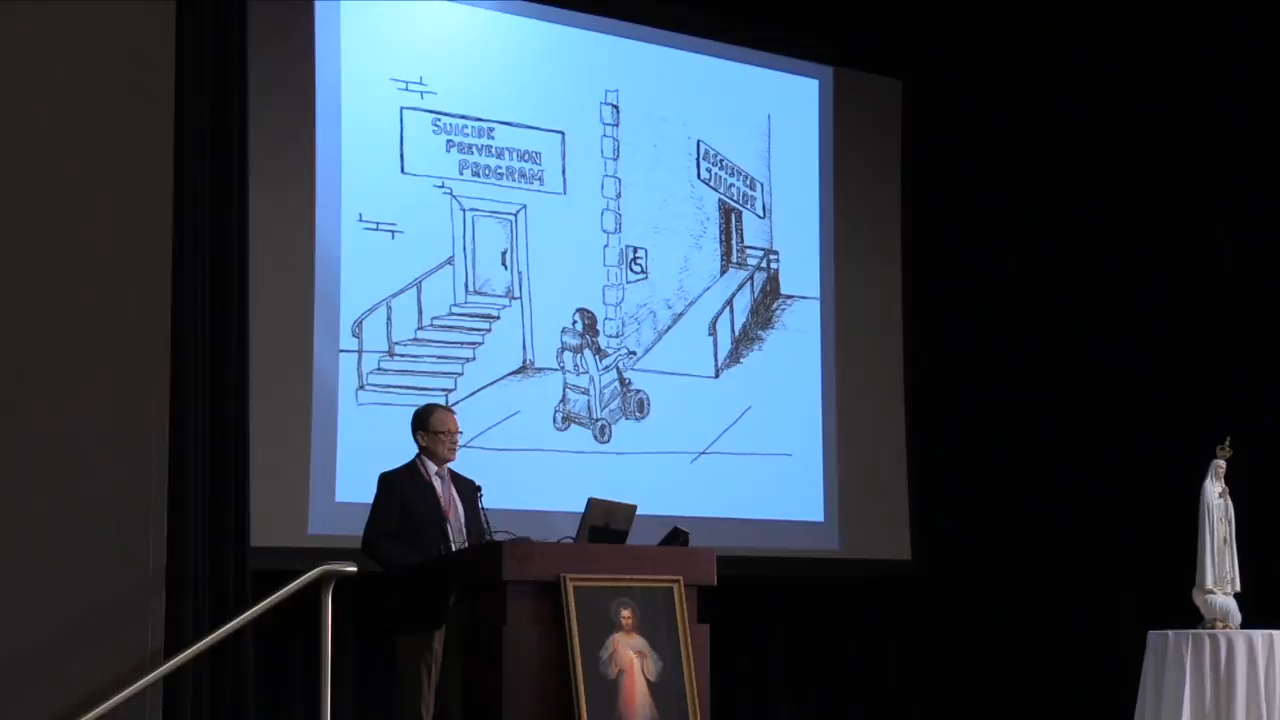 SUICIDE
PREVENTION
PROGRAM
ASSISTED
SUICIDE